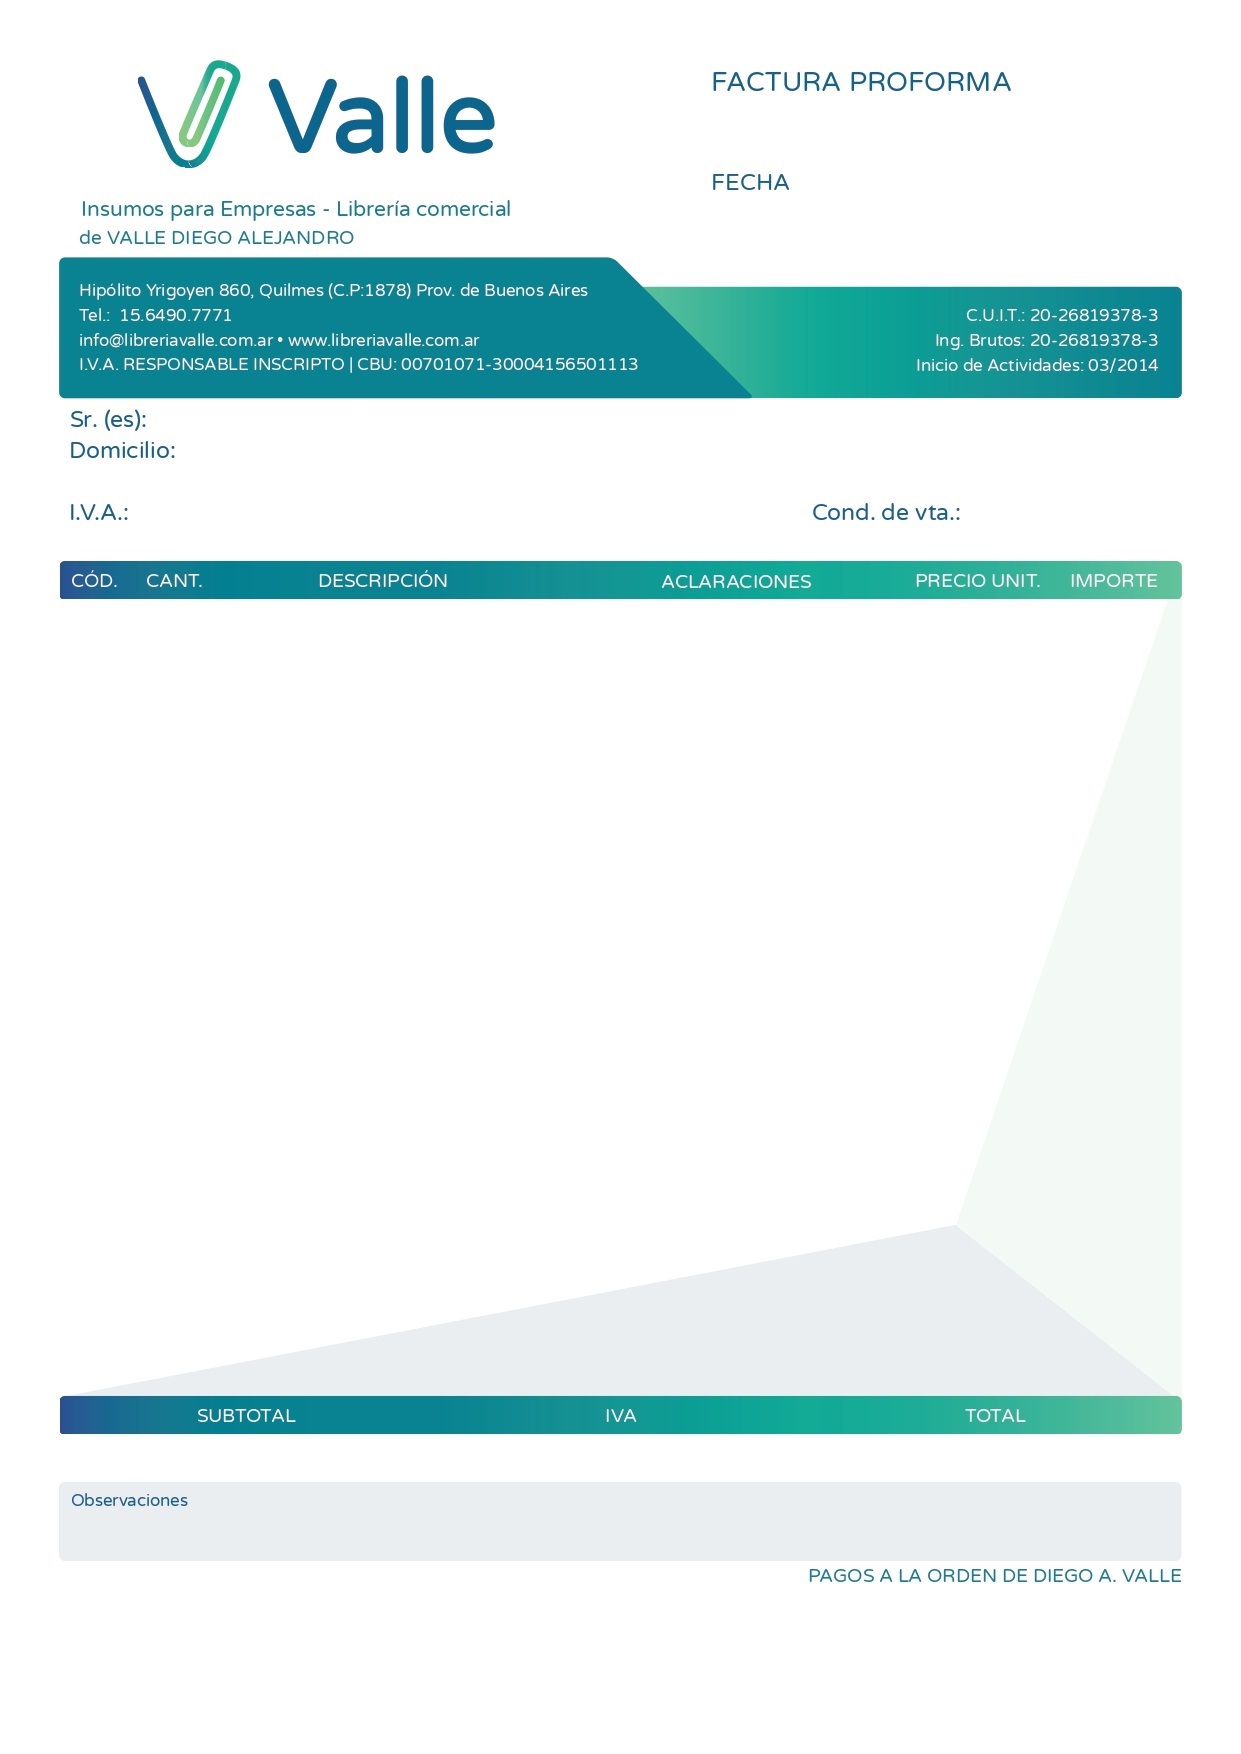 Valle
FACTURA PROFORMA
FECHA
Insumos para Empresas - Librería comercial
de VALLE DIEGO ALEJANDRO
Hipólito Yrigoyen 860, Quilmes (C.P:1878) Prov. de Buenos Aires
Tel.: 15.6490.7771
info@libreriavalle.com.ar • www.libreriavalle.com.ar
I.V.A. RESPONSABLE INSCRIPTO | CBU: 00701071-30004156501113
C.U.I.T.: 20-26819378-3
Ing. Brutos: 20-26819378-3
Inicio de Actividades: 03/2014
Sr. (es):
Domicilio:
I.V.A.: Cond. de vta.:
CÓD. CANT. DESCRIPCIÓN ACLARACIONES PRECIO UNIT. IMPORTE
SUBTOTAL IVA TOTAL
Observaciones
PAGOS A LA ORDEN DE DIEGO A. VALLE